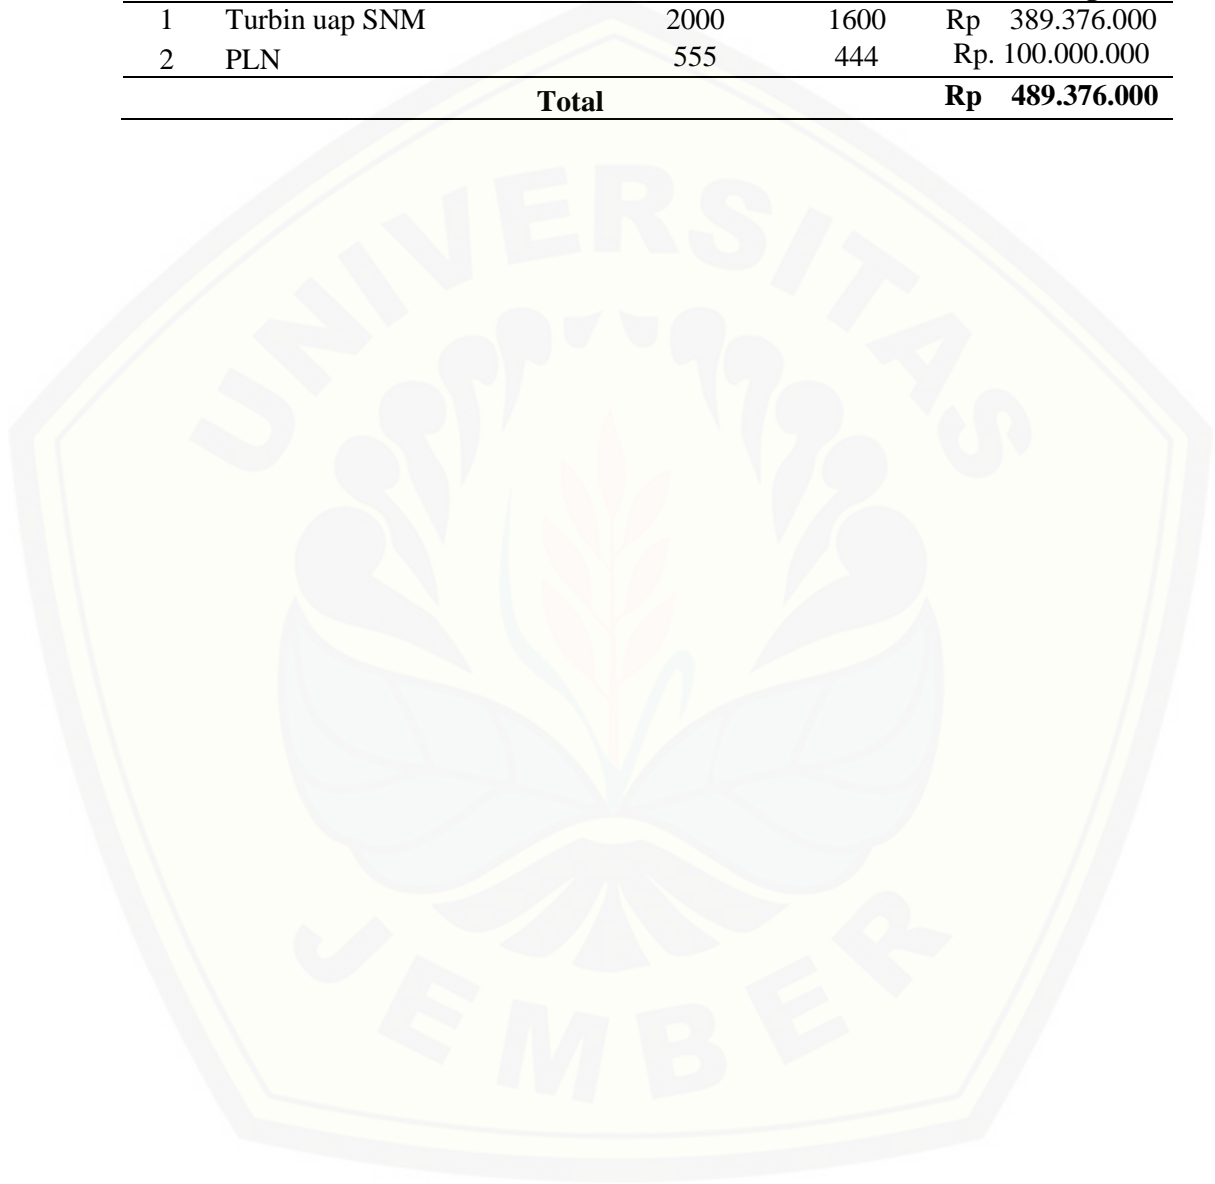 1 Turbin uap SNM 2000 1600 Rp 389.376.000
2 PLN 555 444 Rp. 100.000.000
Total Rp 489.376.000
UNIVERSITAS
JEMBER